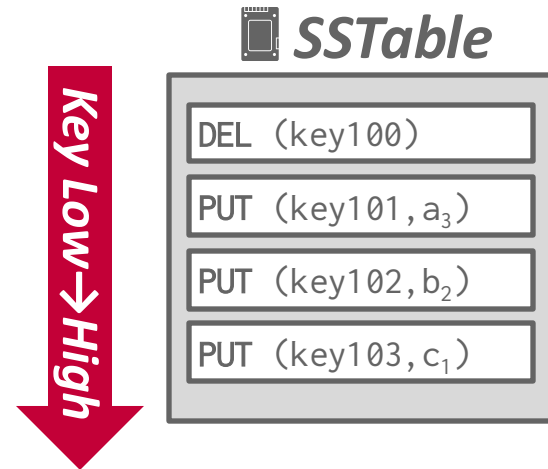 SSTable
Key Low→High
DEL (key100)
PUT (key101,a₃)
PUT (key102,b₂)
PUT (key103,c₁)